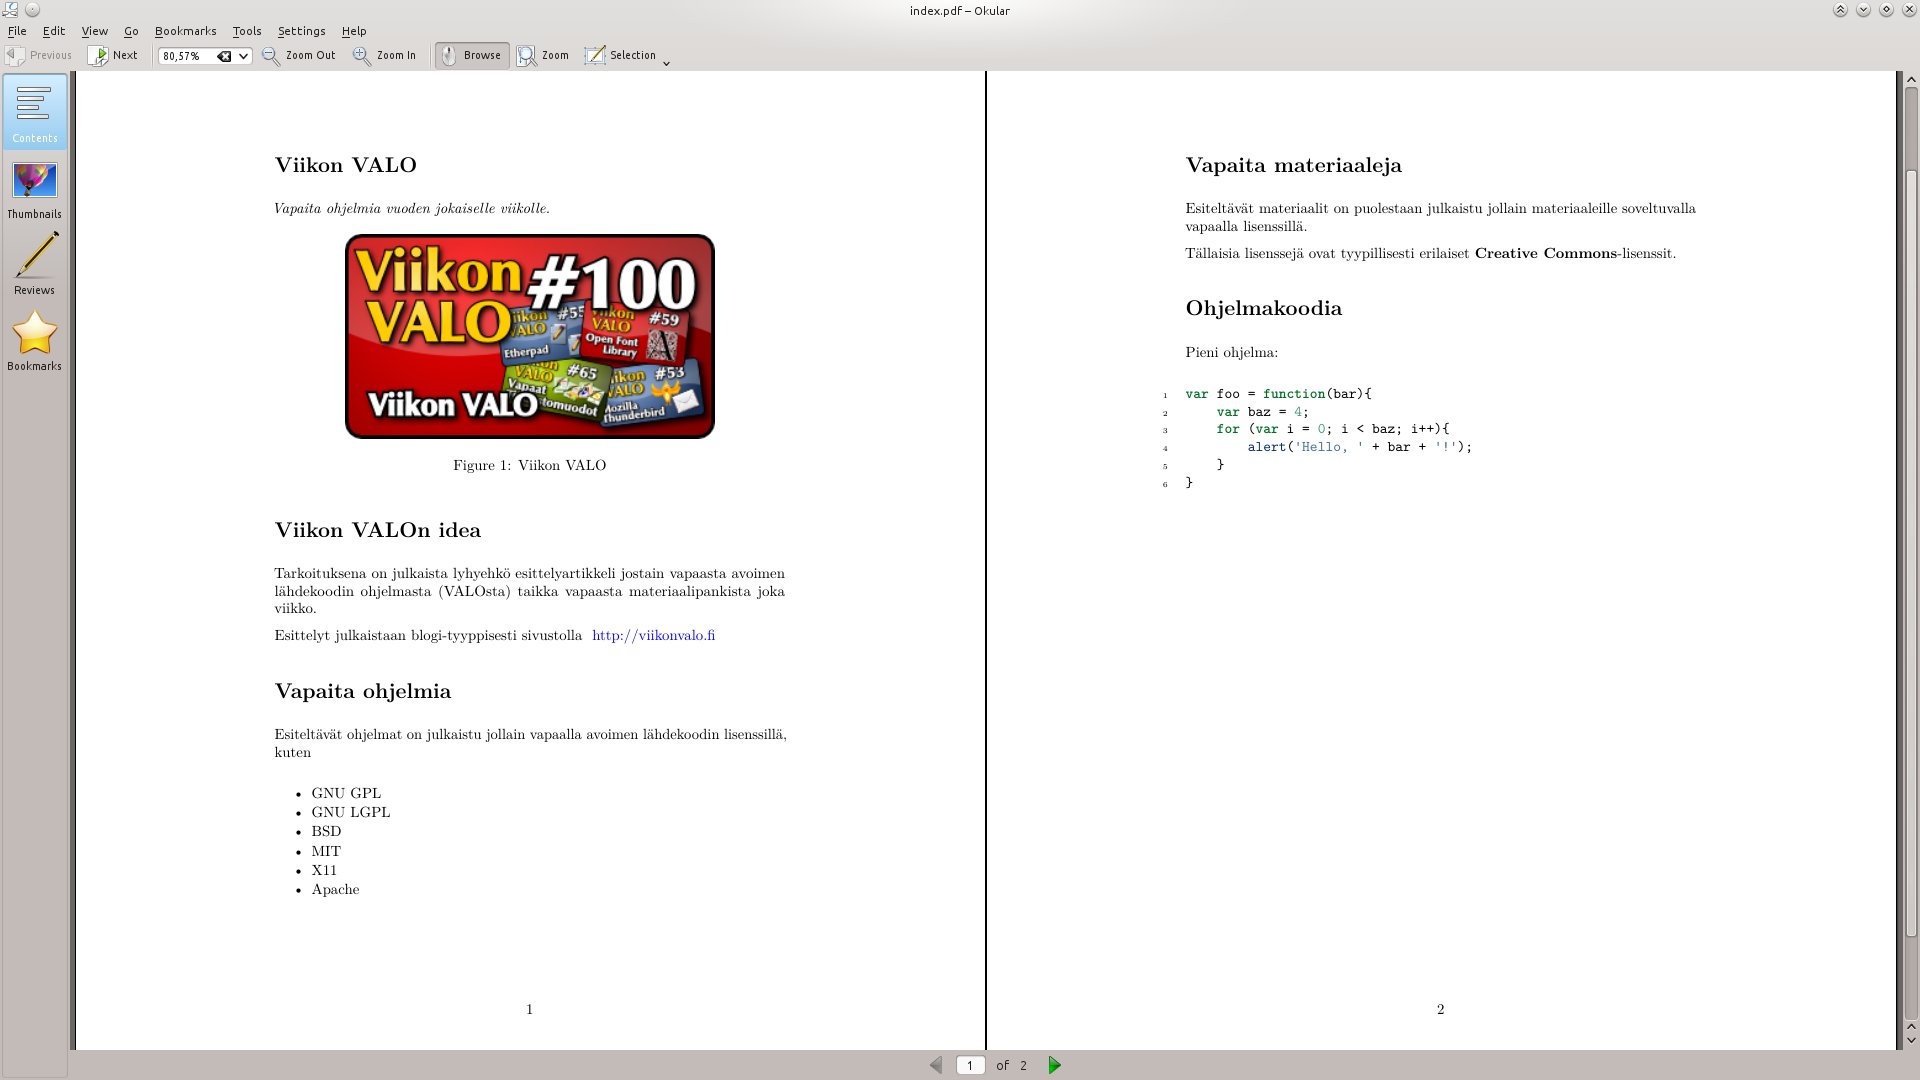 index.pdf – Okular
File Edit View Go Bookmarks Tools Settings Help
Previous Next 80,57% Zoom Out Zoom In Browse Zoom Selection
Contents
Thumbnails
Reviews
Bookmarks
Viikon VALO
Vapaita ohjelmia vuoden jokaiselle viikolle.
Viikon
VALO
#100
#55
Etherpad
Viikon
VALO
#59
Open Font
Library
VALO
#65
Vapaat
#53
VALO
Mozilla
Thunderbird
Viikon VALO
Figure 1: Viikon VALO
Viikon VALOn idea
Tarkoituksena on julkaista lyhyehkö esittelyartikkeli jostain vapaasta avoimen
lähdekoodin ohjelmasta (VALOsta) taikka vapaasta materiaalipankista joka
viikko.
Esittelyt julkaistaan blogi-tyyppisesti sivustolla http://viikonvalo.fi
Vapaita ohjelmia
Esiteltävät ohjelmat on julkaistu jollain vapaalla avoimen lähdekoodin lisenssillä,
kuten
• GNU GPL
• GNU LGPL
• BSD
• MIT
• X11
• Apache
1
Vapaita materiaaleja
Esiteltävät materiaalit on puolestaan julkaistu jollain materiaaleille soveltuvalla
vapaalla lisenssillä.
Tällaisia lisenssejä ovat tyypillisesti erilaiset Creative Commons-lisenssit.
Ohjelmakoodia
Pieni ohjelma:
1 var foo = function(bar){
2     var baz = 4;
3     for (var i = 0; i < baz; i++){
4         alert('Hello, ' + bar + '!');
5     }
6 }
2
1 of 2